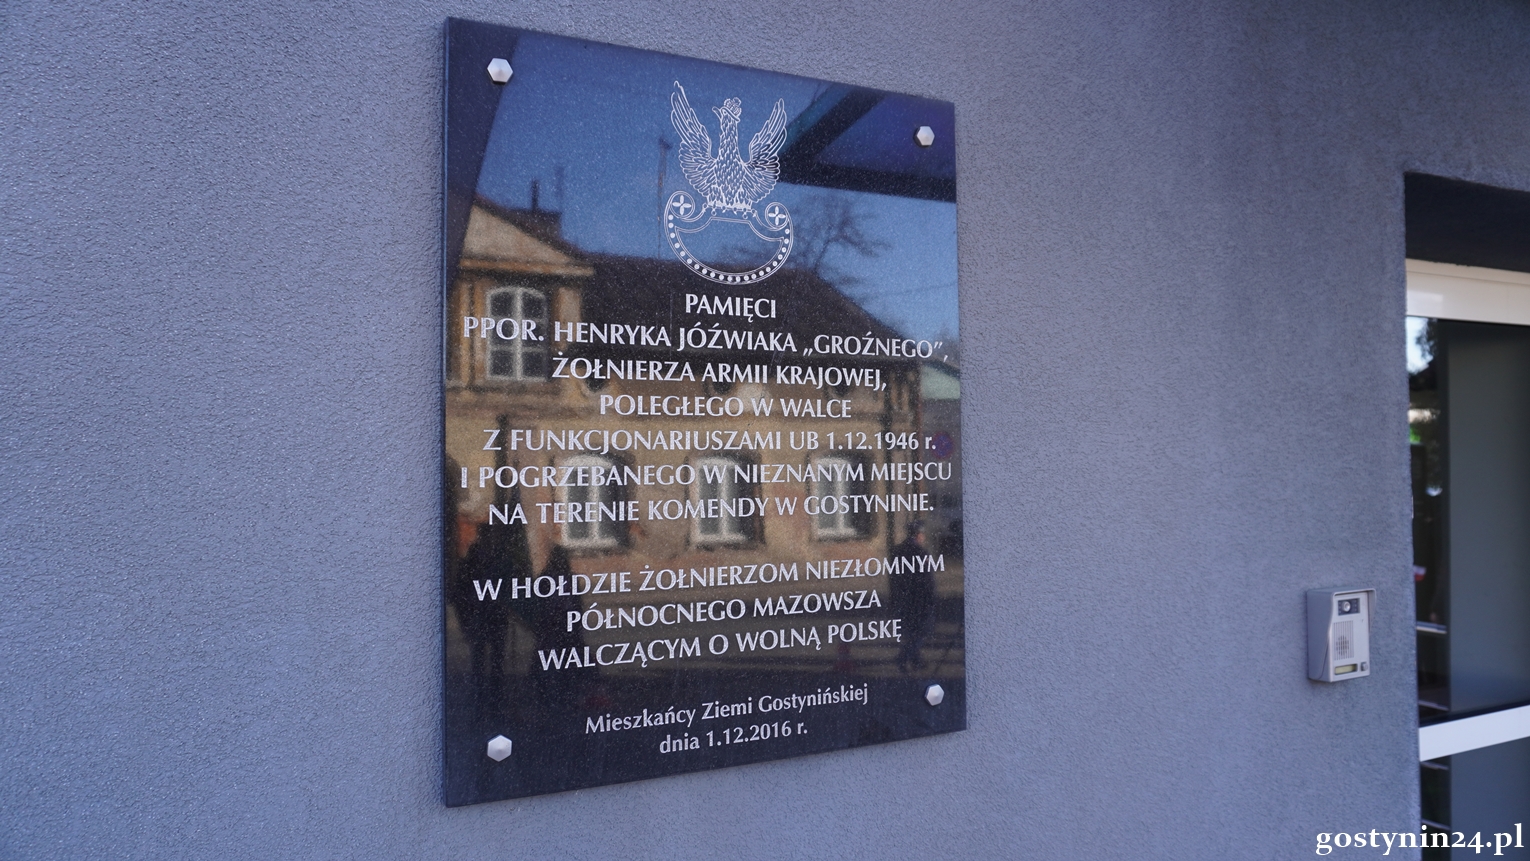 PAMIĘCI
PPOR. HENRYKA JÓŹWIAKA „GROŹNEGO”,
ŻOŁNIERZA ARMII KRAJOWEJ,
POLEGŁEGO W WALCE
Z FUNKCJONARIUSZAMI UB 1.12.1946 r.
I POGRZEBANEGO W NIEZNANYM MIEJSCU
NA TERENIE KOMENDY W GOSTYNINIE.
W HOŁDZIE ŻOŁNIERZOM NIEZŁOMNYM
PÓŁNOCNEGO MAZOWSZA
WALCZĄCYM O WOLNĄ POLSKĘ
Mieszkańcy Ziemi Gostynińskiej
dnia 1.12.2016 r.
gostynin24.pl